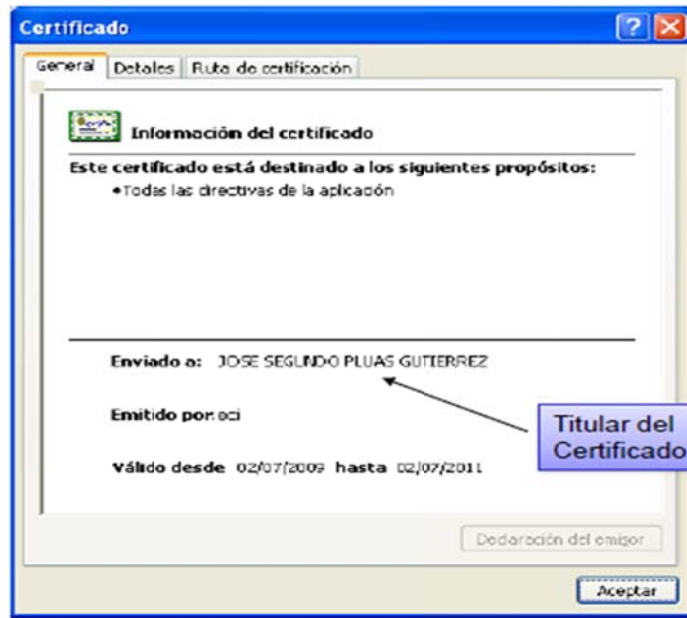 Certificado
General Detalles Ruta de certificación
Información del certificado
Este certificado está destinado a los siguientes propósitos:
•Todas las directivas de la aplicación
Enviado a: JOSE SEGUNDO PLUAS GUTIERREZ
Emitido por: eci
Titular del
Certificado
Válido desde 02/07/2009 hasta 02/07/2011
Declaración del emisor
Aceptar